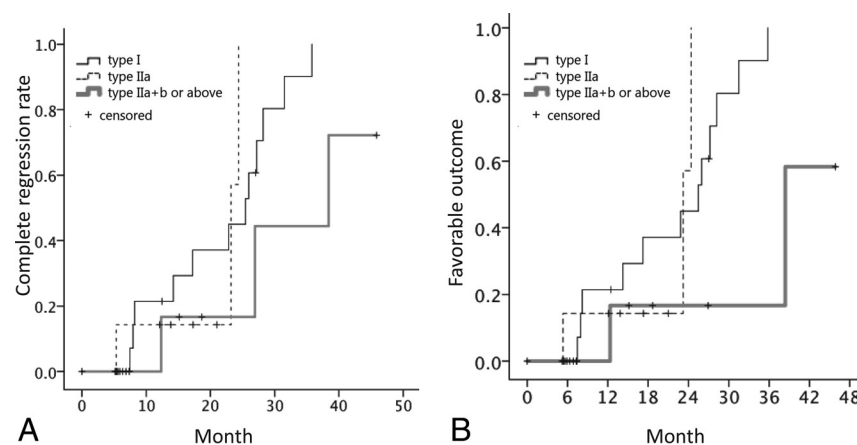 1.0
0.8
0.6
0.4
0.2
0.0
Complete regression rate
type I
type IIa
type IIa+b or above
+ censored
0 10 20 30 40 50
Month
A
1.0
0.8
0.6
0.4
0.2
0.0
Favorable outcome
type I
type IIa
type IIa+b or above
+ censored
0 6 12 18 24 30 36 42 48
Month
B